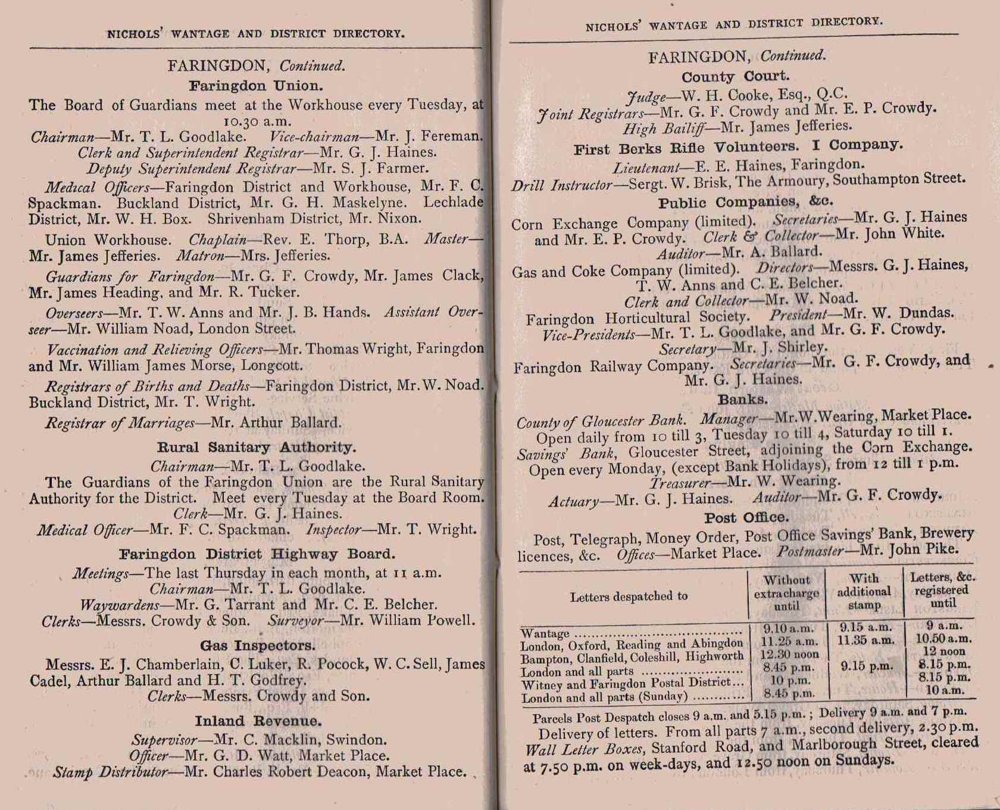 NICHOLS' WANTAGE AND DISTRICT DIRECTORY.
FARINGDON, Continued.
Faringdon Union.
The Board of Guardians meet at the Workhouse every Tuesday, at
10.30 a.m.
Chairman—Mr. T. L. Goodlake. Vice-chairman—Mr. J. Fereman.
Clerk and Superintendent Registrar—Mr. G. J. Haines.
Deputy Superintendent Registrar—Mr. S. J. Farmer.
Medical Officers—Faringdon District and Workhouse, Mr. F. C.
Spackman. Buckland District, Mr. G. H. Maskelyne. Lechlade
District, Mr. W. H. Box. Shrivenham District, Mr. Nixon.
Union Workhouse. Chaplain—Rev. E. Thorp, B.A. Master—
Mr. James Jefferies. Matron—Mrs. Jefferies.
Guardians for Faringdon—Mr. G. F. Crowdy, Mr. James Clack,
Mr. James Heading, and Mr. R. Tucker.
Overseers—Mr. T. W. Anns and Mr. J. B. Hands. Assistant Over-
seer—Mr. William Noad, London Street.
Vaccination and Relieving Officers—Mr. Thomas Wright, Faringdon
and Mr. William James Morse, Longcott.
Registrars of Births and Deaths—Faringdon District, Mr. W. Noad.
Buckland District, Mr. T. Wright.
Registrar of Marriages—Mr. Arthur Ballard.
Rural Sanitary Authority.
Chairman—Mr. T. L. Goodlake.
The Guardians of the Faringdon Union are the Rural Sanitary
Authority for the District. Meet every Tuesday at the Board Room.
Clerk—Mr. G. J. Haines.
Medical Officer—Mr. F. C. Spackman. Inspector—Mr. T. Wright.
Faringdon District Highway Board.
Meetings—The last Thursday in each month, at 11 a.m.
Chairman—Mr. T. L. Goodlake.
Waywardens—Mr. G. Tarrant and Mr. C. E. Belcher.
Clerks—Messrs. Crowdy & Son. Surveyor—Mr. William Powell.
Gas Inspectors.
Messrs. E. J. Chamberlain, C. Luker, R. Pocock, W. C. Sell, James
Cadel, Arthur Ballard and H. T. Godfrey.
Clerks—Messrs. Crowdy and Son.
Inland Revenue.
Supervisor—Mr. C. Macklin, Swindon.
Officer—Mr. G. D. Watt, Market Place.
Stamp Distributor—Mr. Charles Robert Deacon, Market Place.
NICHOLS' WANTAGE AND DISTRICT DIRECTORY.
FARINGDON, Continued.
County Court.
Judge—W. H. Cooke, Esq., Q.C.
Joint Registrars—Mr. G. F. Crowdy and Mr. E. P. Crowdy.
High Bailiff—Mr. James Jefferies.
First Berks Rifle Volunteers. I Company.
Lieutenant—E. E. Haines, Faringdon.
Drill Instructor—Sergt. W. Brisk, The Armoury, Southampton Street.
Public Companies, &c.
Corn Exchange Company (limited). Secretaries—Mr. G. J. Haines
and Mr. E. P. Crowdy. Clerk & Collector—Mr. John White.
Auditor—Mr. A. Ballard.
Gas and Coke Company (limited). Directors—Messrs. G. J. Haines,
T. W. Anns and C. E. Belcher.
Clerk and Collector—Mr. W. Noad.
Faringdon Horticultural Society. President—Mr. W. Dundas.
Vice-Presidents—Mr. T. L. Goodlake, and Mr. G. F. Crowdy.
Secretary—Mr. J. Shirley.
Faringdon Railway Company. Secretaries—Mr. G. F. Crowdy, and
Mr. G. J. Haines.
Banks.
County of Gloucester Bank. Manager—Mr. W. Wearing, Market Place.
Open daily from 10 till 3, Tuesday 10 till 4, Saturday 10 till 1.
Savings' Bank, Gloucester Street, adjoining the Corn Exchange.
Open every Monday, (except Bank Holidays), from 12 till 1 p.m.
Treasurer—Mr. W. Wearing.
Actuary—Mr. G. J. Haines. Auditor—Mr. G. F. Crowdy.
Post Office.
Post, Telegraph, Money Order, Post Office Savings' Bank, Brewery
licences, &c. Offices—Market Place. Postmaster—Mr. John Pike.
Letters despatched to | Without extra charge until | With additional stamp | Letters, &c. registered until
Wantage ........ 9.10 a.m. 9.15 a.m. 9 a.m.
London, Oxford, Reading and Abingdon 11.25 a.m. 11.35 a.m. 10.50 a.m.
Bampton, Clanfield, Coleshill, Highworth 12.30 noon 12 noon
London and all parts ........ 8.45 p.m. 9.15 p.m. 8.15 p.m.
Witney and Faringdon Postal District... 10 p.m. 8.15 p.m.
London and all parts (Sunday) ........ 8.45 p.m. 10 a.m.
Parcels Post Despatch closes 9 a.m. and 5.15 p.m.; Delivery 9 a.m. and 7 p.m.
Delivery of letters. From all parts 7 a.m., second delivery, 2.30 p.m.
Wall Letter Boxes, Stanford Road, and Marlborough Street, cleared
at 7.50 p.m. on week-days, and 12.50 noon on Sundays.